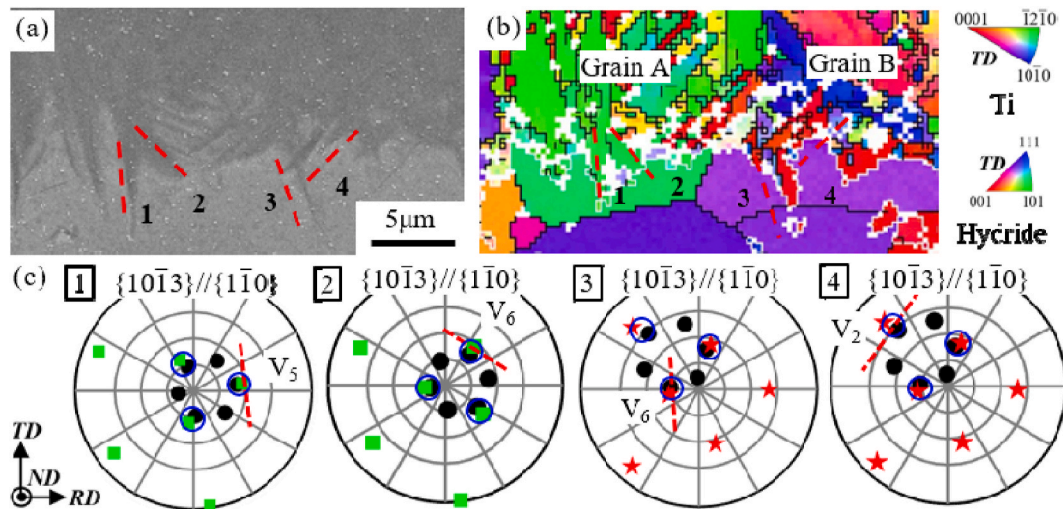 (a)
1
2
3
4
5μm
(b)
Grain A
Grain B
1
2
3
4
0001
1̄21̄0
TD
101̄0
Ti
111
TD
001
101
Hycride
(c)
1
{101̄3}//{11̄0}
V5
2
{101̄3}//{11̄0}
V6
3
{101̄3}//{11̄0}
V6
4
{101̄3}//{11̄0}
V2
TD
ND
RD